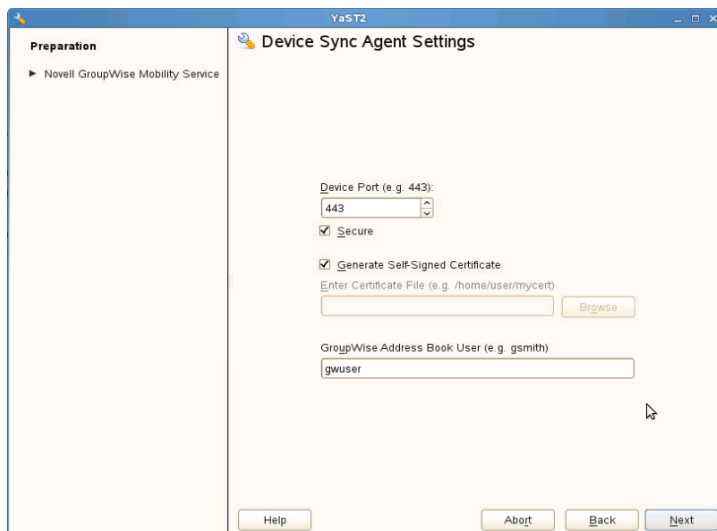 YaST2
Preparation
Novell GroupWise Mobility Service
Device Sync Agent Settings
Device Port (e.g. 443):
443
Secure
Generate Self-Signed Certificate
Enter Certificate File (e.g. /home/user/mycert)
Browse
GroupWise Address Book User (e.g. gsmith)
gwuser
Help
Abort
Back
Next